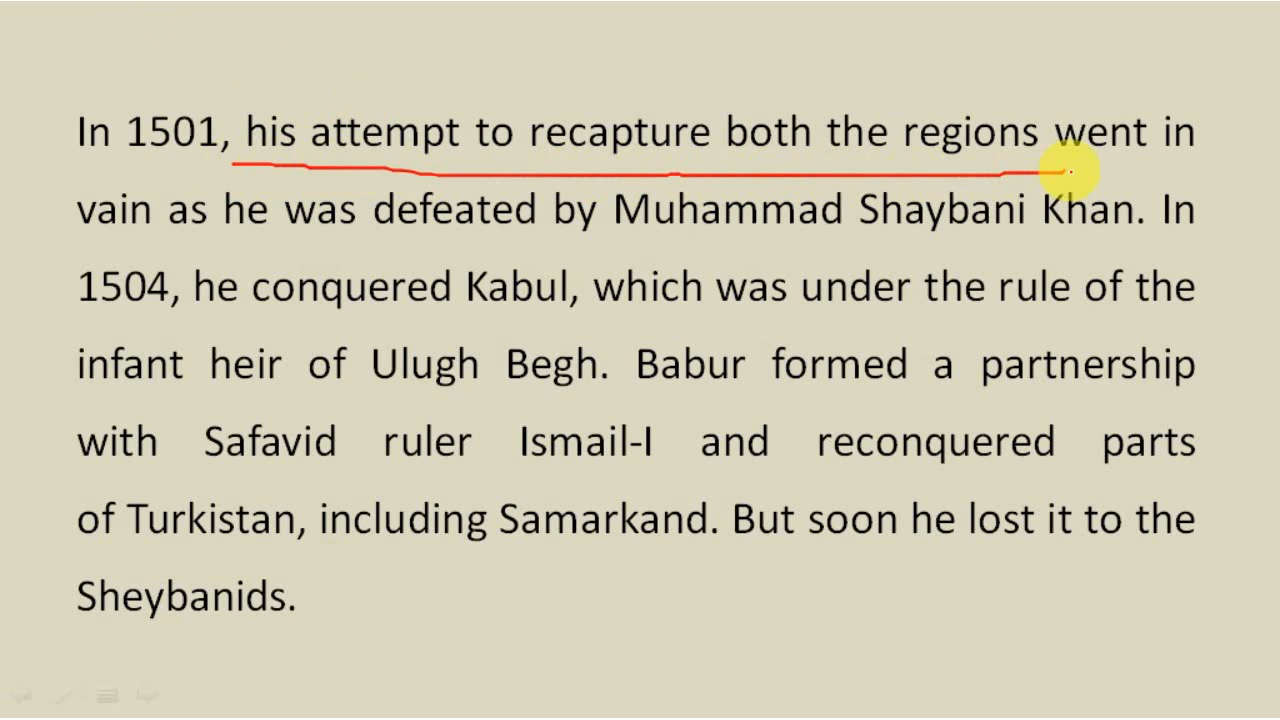 In 1501, his attempt to recapture both the regions went in
vain as he was defeated by Muhammad Shaybani Khan. In
1504, he conquered Kabul, which was under the rule of the
infant heir of Ulugh Begh. Babur formed a partnership
with Safavid ruler Ismail-I and reconquered parts
of Turkistan, including Samarkand. But soon he lost it to the
Sheybanids.